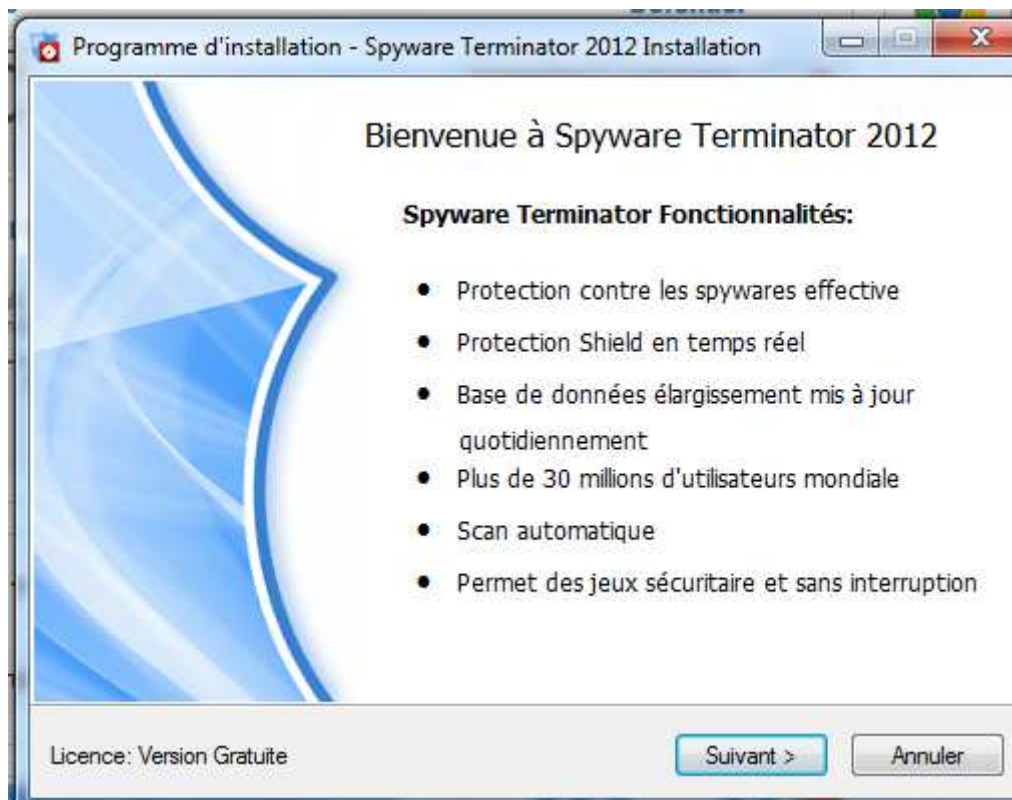 Programme d'installation - Spyware Terminator 2012 Installation
Bienvenue à Spyware Terminator 2012
Spyware Terminator Fonctionnalités:
• Protection contre les spywares effective
• Protection Shield en temps réel
• Base de données élargissement mis à jour
quotidiennement
• Plus de 30 millions d'utilisateurs mondiale
• Scan automatique
• Permet des jeux sécuritaire et sans interruption
Licence: Version Gratuite
Suivant >
Annuler